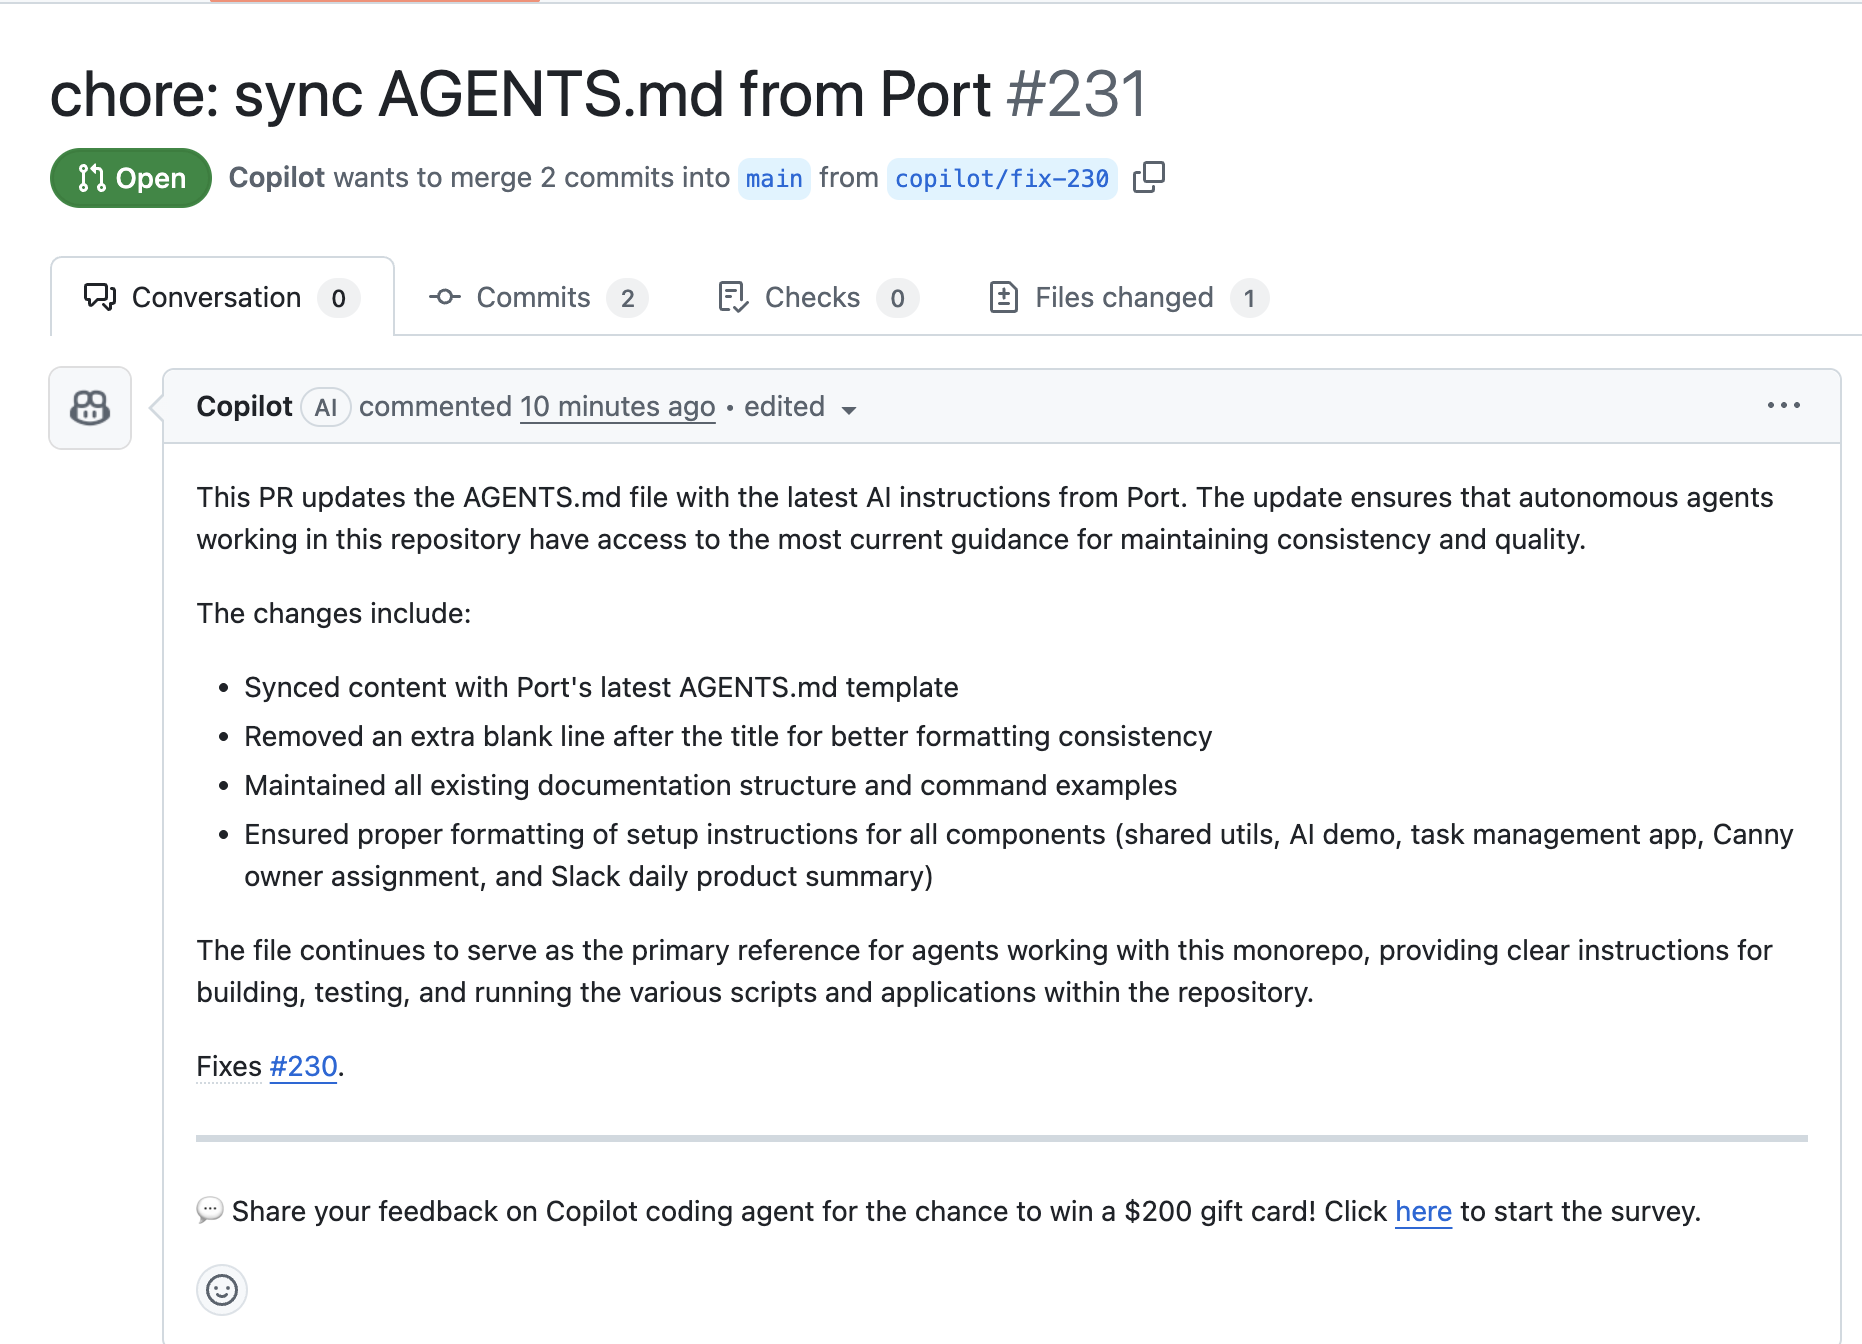 chore: sync AGENTS.md from Port #231
Open
Copilot wants to merge 2 commits into main from copilot/fix-230
Conversation 0
Commits 2
Checks 0
Files changed 1
Copilot AI commented 10 minutes ago • edited
This PR updates the AGENTS.md file with the latest AI instructions from Port. The update ensures that autonomous agents
working in this repository have access to the most current guidance for maintaining consistency and quality.
The changes include:
• Synced content with Port's latest AGENTS.md template
• Removed an extra blank line after the title for better formatting consistency
• Maintained all existing documentation structure and command examples
• Ensured proper formatting of setup instructions for all components (shared utils, AI demo, task management app, Canny
owner assignment, and Slack daily product summary)
The file continues to serve as the primary reference for agents working with this monorepo, providing clear instructions for
building, testing, and running the various scripts and applications within the repository.
Fixes #230.
💬 Share your feedback on Copilot coding agent for the chance to win a $200 gift card! Click here to start the survey.